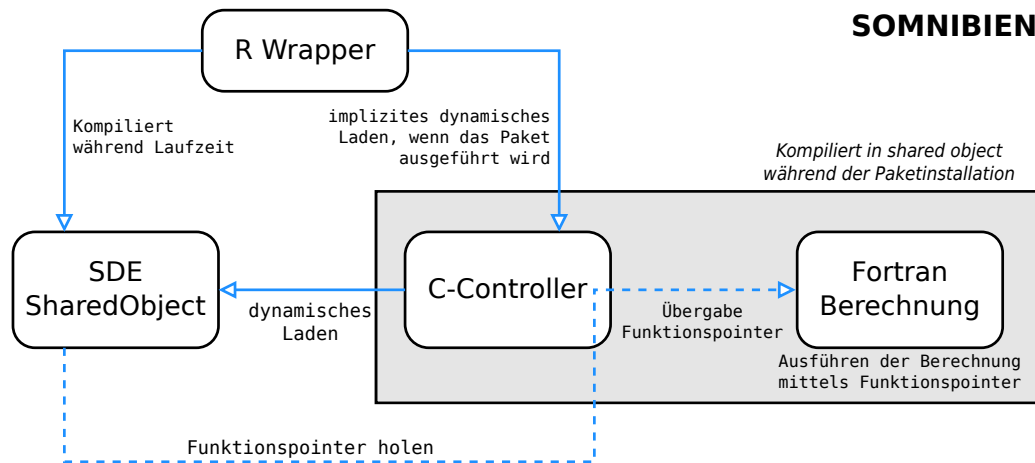 SOMNIBIEN
R Wrapper
Kompiliert
während Laufzeit
implizites dynamisches
Laden, wenn das Paket
ausgeführt wird
Kompiliert in shared object
während der Paketinstallation
SDE
SharedObject
dynamisches
Laden
C-Controller
Übergabe
Funktionspointer
Fortran
Berechnung
Ausführen der Berechnung
mittels Funktionspointer
Funktionspointer holen